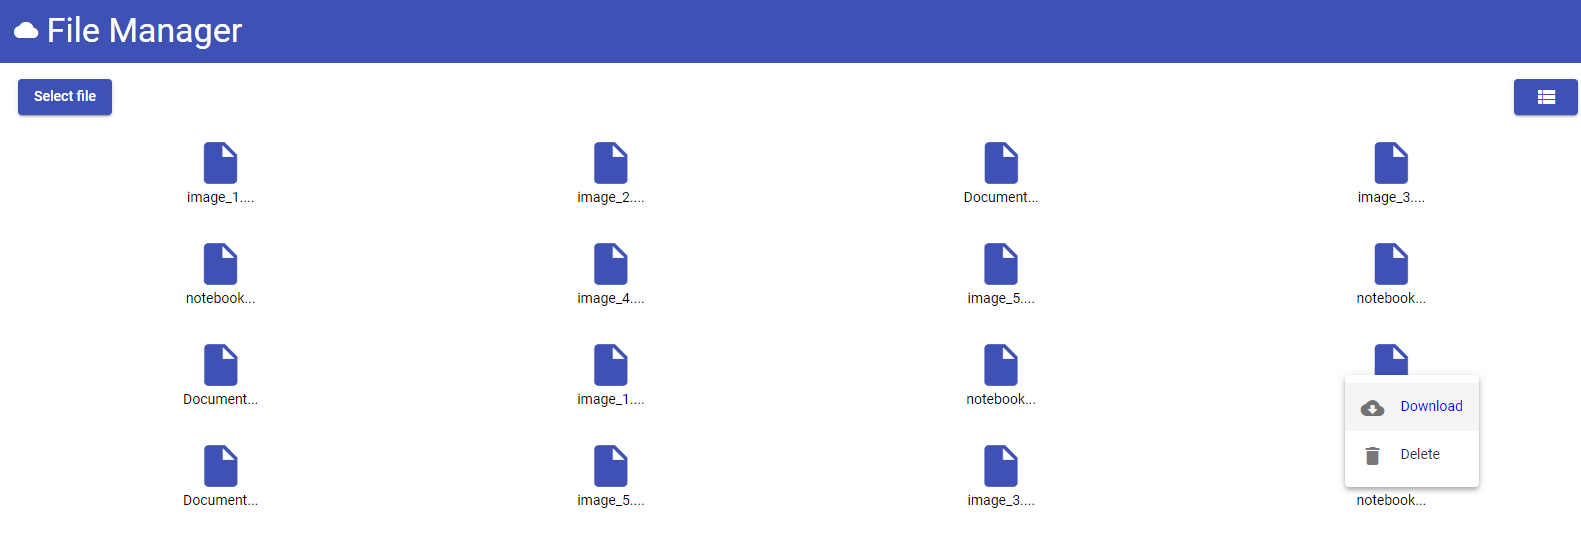 File Manager
Select file
image_1....
image_2....
Document...
image_3....
notebook...
image_4....
image_5....
notebook...
Document...
image_1....
notebook...
Download
Delete
Document...
image_5....
image_3....
notebook...